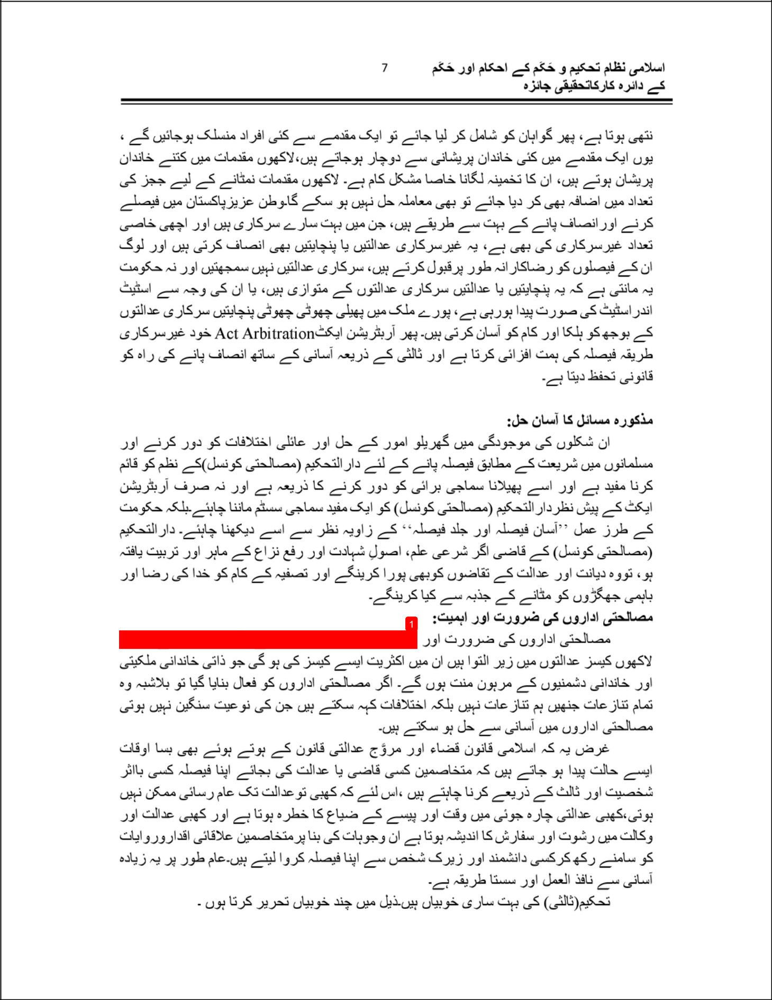 اسلامی نظام تحکیم و حَکَم کے احکام اور حَکَم
7
کے دائرہ کارکاتحقیقی جائزہ
نتھی ہوتا ہے، پھر گواہان کو شامل کر لیا جائے تو ایک مقدمے سے کئی افراد منسلک ہوجائیں گے ،
یوں ایک مقدمے میں کئی خاندان پریشانی سے دوچار ہوجاتے ہیں،لاکھوں مقدمات میں کتنے خاندان
پریشان ہوتے ہیں، ان کا تخمینہ لگانا خاصا مشکل کام ہے۔ لاکھوں مقدمات نمٹانے کے لیے ججز کی
تعداد میں اضافہ بھی کر دیا جائے تو بھی معاملہ حل نہیں ہو سکے گا۔وطن عزیزپاکستان میں فیصلے
کرنے اورانصاف پانے کے بہت سے طریقے ہیں، جن میں بہت سارے سرکاری ہیں اور اچھی خاصی
تعداد غیرسرکاری کی بھی ہے، یہ غیرسرکاری عدالتیں یا پنچایتیں بھی انصاف کرتی ہیں اور لوگ
ان کے فیصلوں کو رضاکارانہ طور پرقبول کرتے ہیں، سرکاری عدالتیں نہیں سمجھتیں اور نہ حکومت
یہ مانتی ہے کہ یہ پنچایتیں یا عدالتیں سرکاری عدالتوں کے متوازی ہیں، یا ان کی وجہ سے اسٹیٹ
اندراسٹیٹ کی صورت پیدا ہورہی ہے، پورے ملک میں پھیلی چھوٹی چھوٹی پنچایتیں سرکاری عدالتوں
کے بوجھ کو ہلکا اور کام کو آسان کرتی ہیں۔ پھر آربٹریشن ایکٹAct Arbitration خود غیرسرکاری
طریقہ فیصلہ کی ہمت افزائی کرتا ہے اور ثالثی کے ذریعہ آسانی کے ساتھ انصاف پانے کی راہ کو
قانونی تحفظ دیتا ہے۔
مذکورہ مسائل کا آسان حل:
ان شکلوں کی موجودگی میں گھریلو امور کے حل اور عائلی اختلافات کو دور کرنے اور
مسلمانوں میں شریعت کے مطابق فیصلہ پانے کے لئے دارالتحکیم (مصالحتی کونسل)کے نظم کو قائم
کرنا مفید ہے اور اسے پھیلانا سماجی برائی کو دور کرنے کا ذریعہ ہے اور نہ صرف آربٹریشن
ایکٹ کے پیش نظردارالتحکیم (مصالحتی کونسل) کو ایک مفید سماجی سسٹم ماننا چاہئے۔بلکہ حکومت
کے طرز عمل ’’آسان فیصلہ اور جلد فیصلہ‘‘ کے زاویہ نظر سے اسے دیکھنا چاہئے۔ دارالتحکیم
(مصالحتی کونسل) کے قاضی اگر شرعی علم، اصولِ شہادت اور رفع نزاع کے ماہر اور تربیت یافتہ
ہو، تووہ دیانت اور عدالت کے تقاضوں کوبھی پورا کرینگے اور تصفیہ کے کام کو خدا کی رضا اور
باہمی جھگڑوں کو مٹانے کے جذبہ سے کیا کرینگے۔
مصالحتی اداروں کی ضرورت اور اہمیت:
1
مصالحتی اداروں کی ضرورت اور
لاکھوں کیسز عدالتوں میں زیر التوا ہیں ان میں اکثریت ایسے کیسز کی ہو گی جو ذاتی خاندانی ملکیتی
اور خاندانی دشمنیوں کے مرہون منت ہوں گے۔ اگر مصالحتی اداروں کو فعال بنایا گیا تو بلاشبہ وہ
تمام تنازعات جنھیں ہم تنازعات نہیں بلکہ اختلافات کہہ سکتے ہیں جن کی نوعیت سنگین نہیں ہوتی
مصالحتی اداروں میں آسانی سے حل ہو سکتے ہیں۔
غرض یہ کہ اسلامی قانون قضاء اور مروَّج عدالتی قانون کے ہوتے ہوئے بھی بسا اوقات
ایسے حالت پیدا ہو جاتے ہیں کہ متخاصمین کسی قاضی یا عدالت کی بجائے اپنا فیصلہ کسی بااثر
شخصیت اور ثالث کے ذریعے کرنا چاہتے ہیں ،اس لئے کہ کھبی توعدالت تک عام رسائی ممکن نہیں
ہوتی،کھبی عدالتی چارہ جوئی میں وقت اور پیسے کے ضیاع کا خطرہ ہوتا ہے اور کھبی عدالت اور
وکالت میں رشوت اور سفارش کا اندیشہ ہوتا ہے ان وجوہات کی بنا پرمتخاصمین علاقائی اقداروروایات
کو سامنے رکھ کرکسی دانشمند اور زیرک شخص سے اپنا فیصلہ کروا لیتے ہیں۔عام طور پر یہ زیادہ
آسانی سے نافذ العمل اور سستا طریقہ ہے۔
تحکیم(ثالثی) کی بہت ساری خوبیاں ہیں۔ذیل میں چند خوبیاں تحریر کرتا ہوں ۔